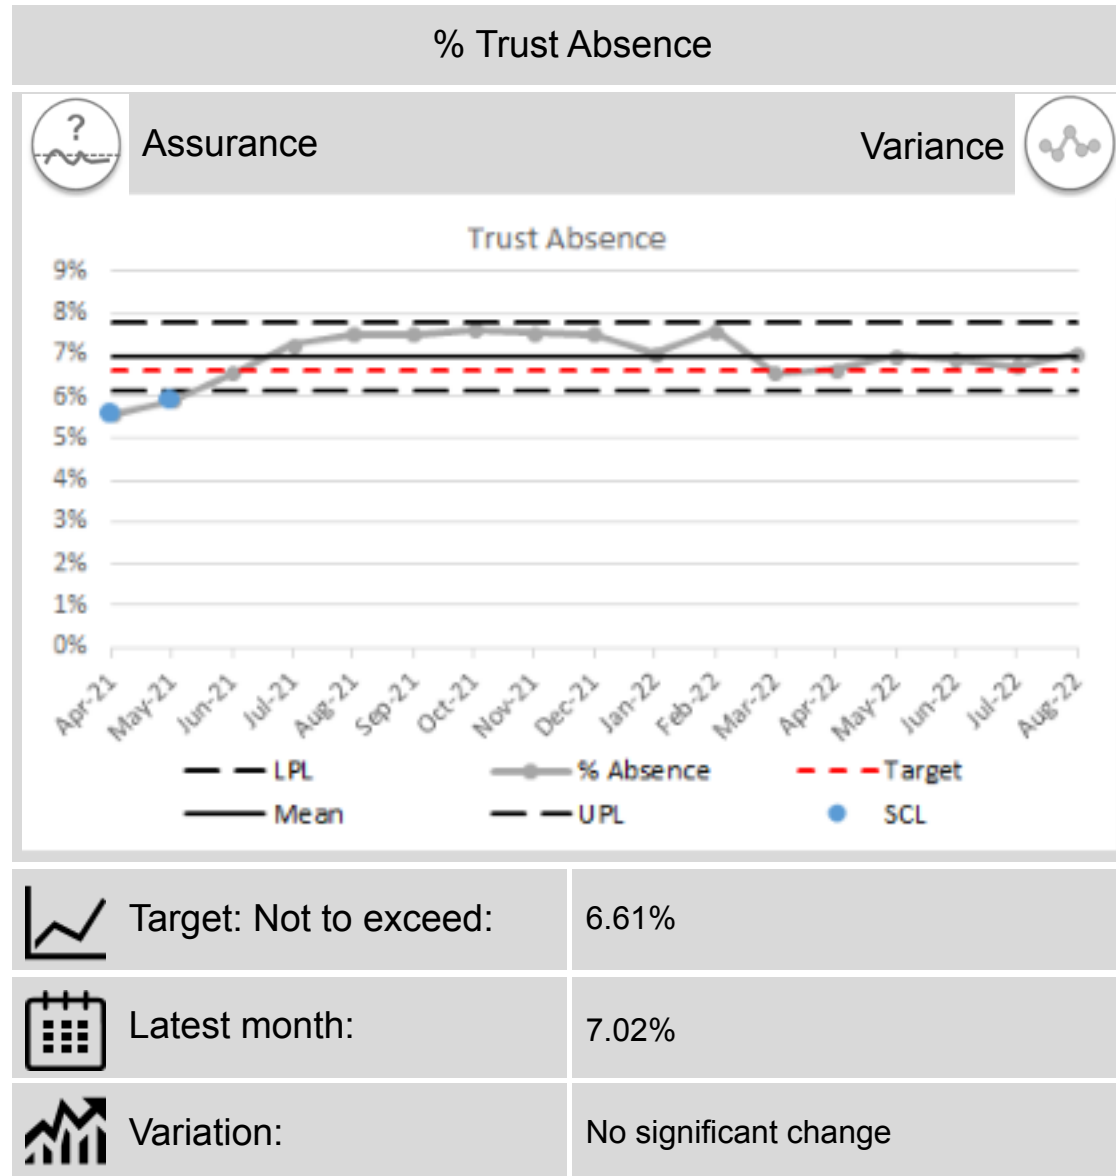 % Trust Absence
?
Assurance
Variance
Trust Absence
9%
8%
7%
6%
5%
4%
3%
2%
1%
0%
Apr-21
May-21
Jun-21
Jul-21
Aug-21
Sep-21
Oct-21
Nov-21
Dec-21
Jan-22
Feb-22
Mar-22
Apr-22
May-22
Jun-22
Jul-22
Aug-22
LPL
% Absence
Target
Mean
UPL
SCL
Target: Not to exceed:
6.61%
Latest month:
7.02%
Variation:
No significant change